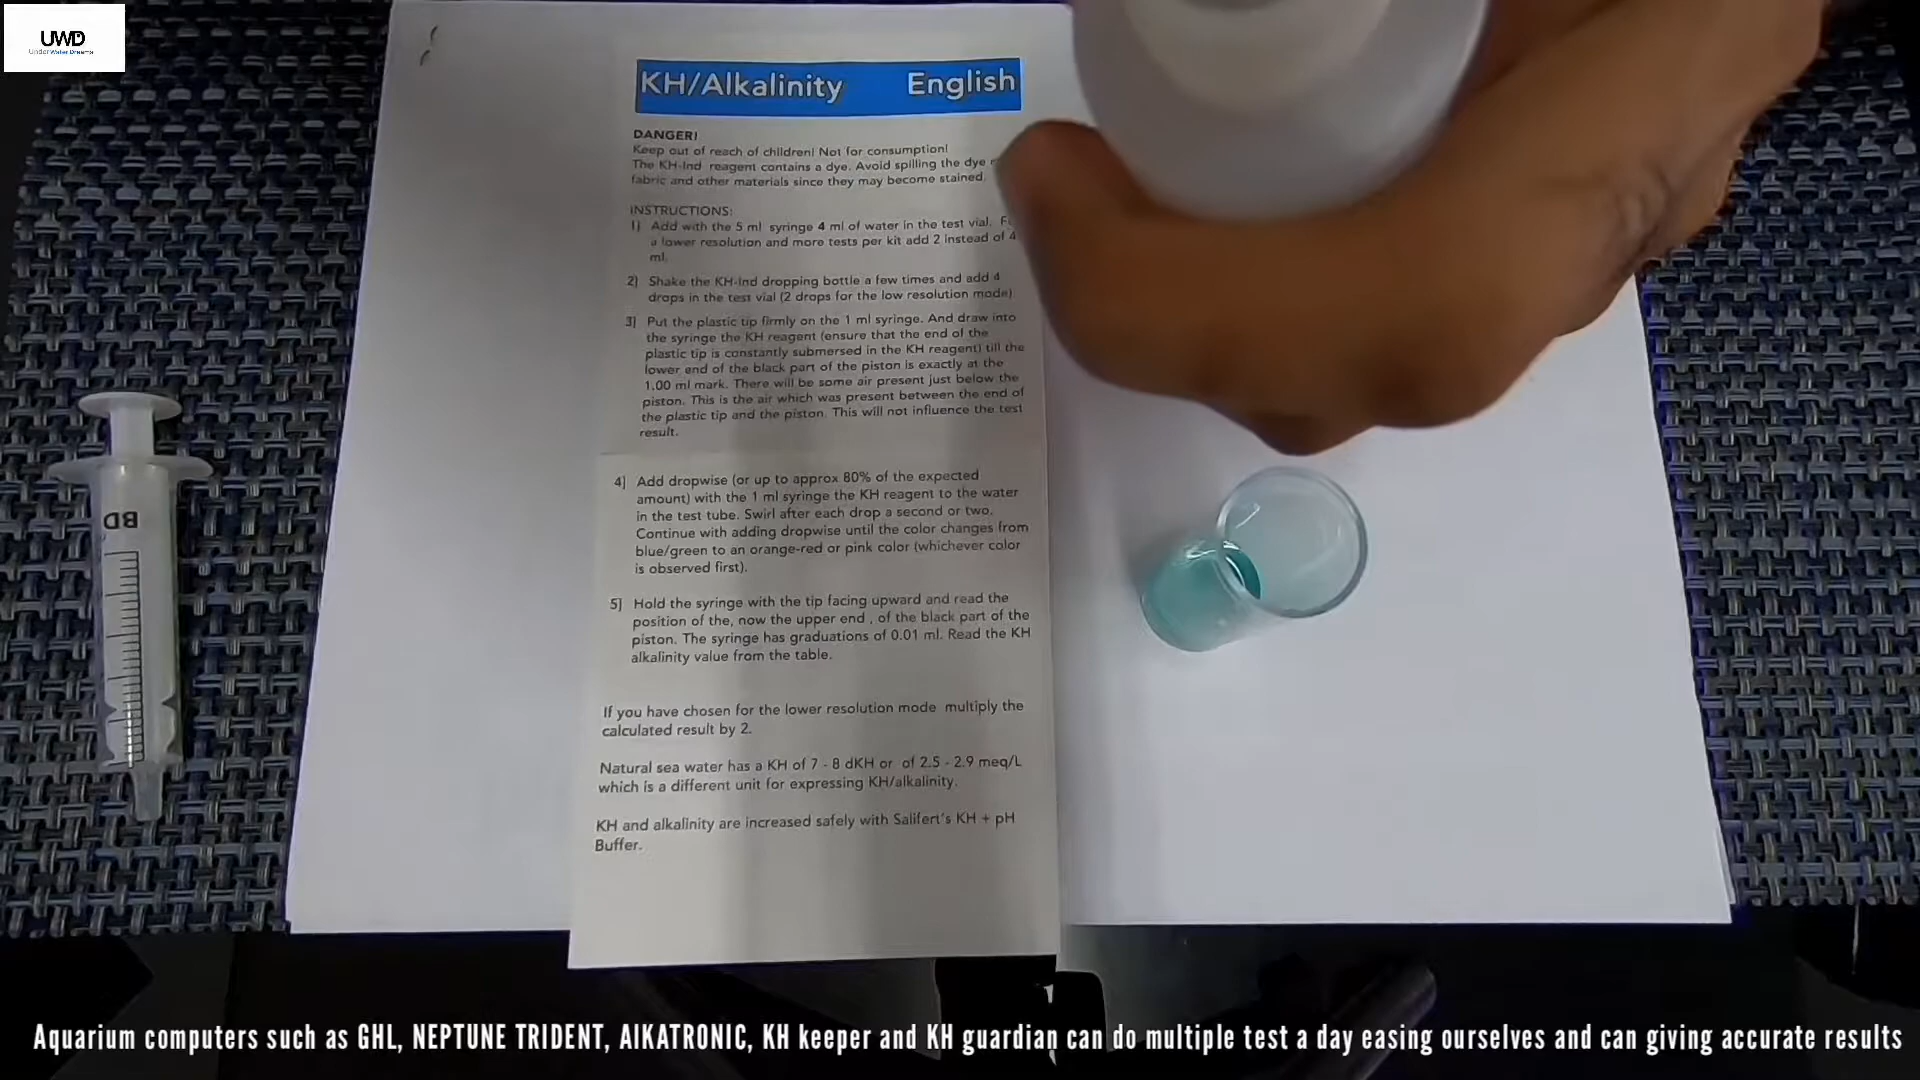 UWD
UnderWaterDreams
KH/Alkalinity English
DANGER!
Keep out of reach of children! Not for consumption!
The KH-Ind reagent contains a dye. Avoid spilling the dye
fabric and other materials since they may become stained.
INSTRUCTIONS:
1) Add with the 5 ml syringe 4 ml of water in the test vial.
a lower resolution and more tests per kit add 2 instead of 4
ml.
2) Shake the KH-Ind dropping bottle a few times and add 4
drops in the test vial (2 drops for the low resolution mode)
3) Put the plastic tip firmly on the 1 ml syringe. And draw into
the syringe the KH reagent (ensure that the end of the
plastic tip is constantly submersed in the KH reagent) till the
lower end of the black part of the piston is exactly at the
1.00 ml mark. There will be some air present just below the
piston. This is the air which was present between the end of
the plastic tip and the piston. This will not influence the test
result.
4) Add dropwise (or up to approx 80% of the expected
amount) with the 1 ml syringe the KH reagent to the water
in the test tube. Swirl after each drop a second or two.
Continue with adding dropwise until the color changes from
blue/green to an orange-red or pink color (whichever color
is observed first).
5) Hold the syringe with the tip facing upward and read the
position of the, now the upper end , of the black part of the
piston. The syringe has graduations of 0.01 ml. Read the KH
alkalinity value from the table.
If you have chosen for the lower resolution mode multiply the
calculated result by 2.
Natural sea water has a KH of 7 - 8 dKH or of 2.5 - 2.9 meq/L
which is a different unit for expressing KH/alkalinity.
KH and alkalinity are increased safely with Salifert's KH + pH
Buffer.
BD
Aquarium computers such as GHL, NEPTUNE TRIDENT, AIKATRONIC, KH keeper and KH guardian can do multiple test a day easing ourselves and can giving accurate results